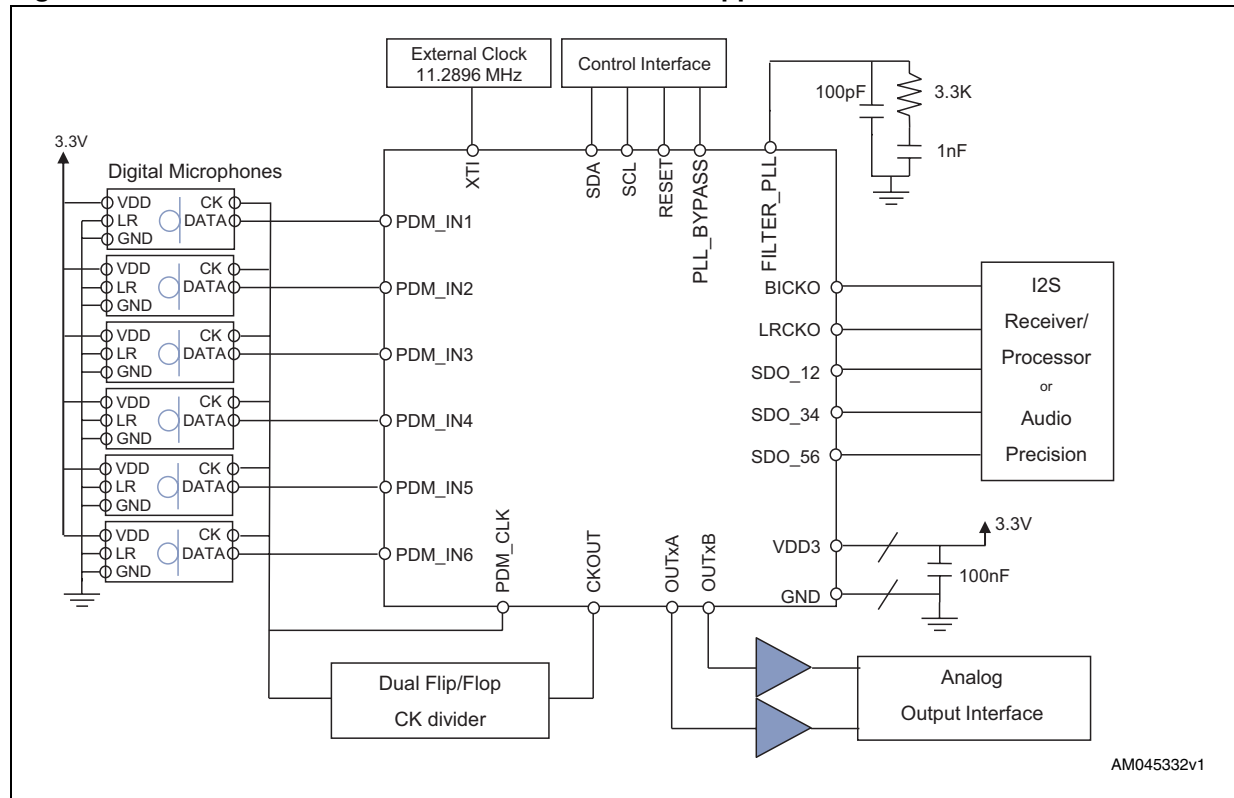 External Clock
11.2896 MHz
Control Interface
100pF
3.3K
1nF
3.3V
Digital Microphones
XTI
SDA
SCL
RESET
PLL_BYPASS
FILTER_PLL
VDD
CK
LR
DATA
GND
PDM_IN1
VDD
CK
LR
DATA
GND
PDM_IN2
VDD
CK
LR
DATA
GND
PDM_IN3
VDD
CK
LR
DATA
GND
PDM_IN4
VDD
CK
LR
DATA
GND
PDM_IN5
VDD
CK
LR
DATA
GND
PDM_IN6
BICKO
LRCKO
SDO_12
SDO_34
SDO_56
I2S
Receiver/
Processor
or
Audio
Precision
VDD3
3.3V
100nF
GND
PDM_CLK
CKOUT
OUTxA
OUTxB
Dual Flip/Flop
CK divider
Analog
Output Interface
AM045332v1